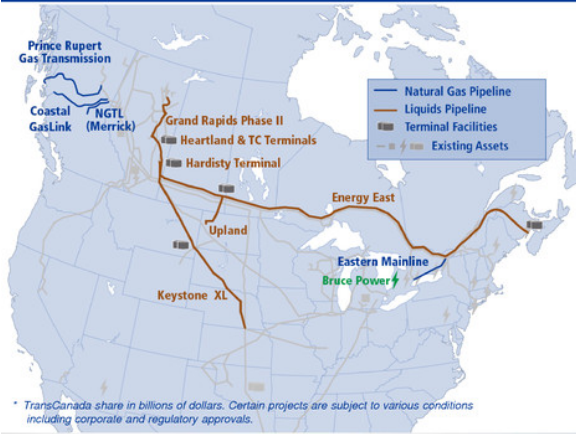 Prince Rupert
Gas Transmission
Coastal
GasLink
NGTL
(Merrick)
Grand Rapids Phase II
Heartland & TC Terminals
Hardisty Terminal
Natural Gas Pipeline
Liquids Pipeline
Terminal Facilities
Existing Assets
Energy East
Upland
Eastern Mainline
Bruce Power
Keystone XL
* TransCanada share in billions of dollars. Certain projects are subject to various conditions
including corporate and regulatory approvals.